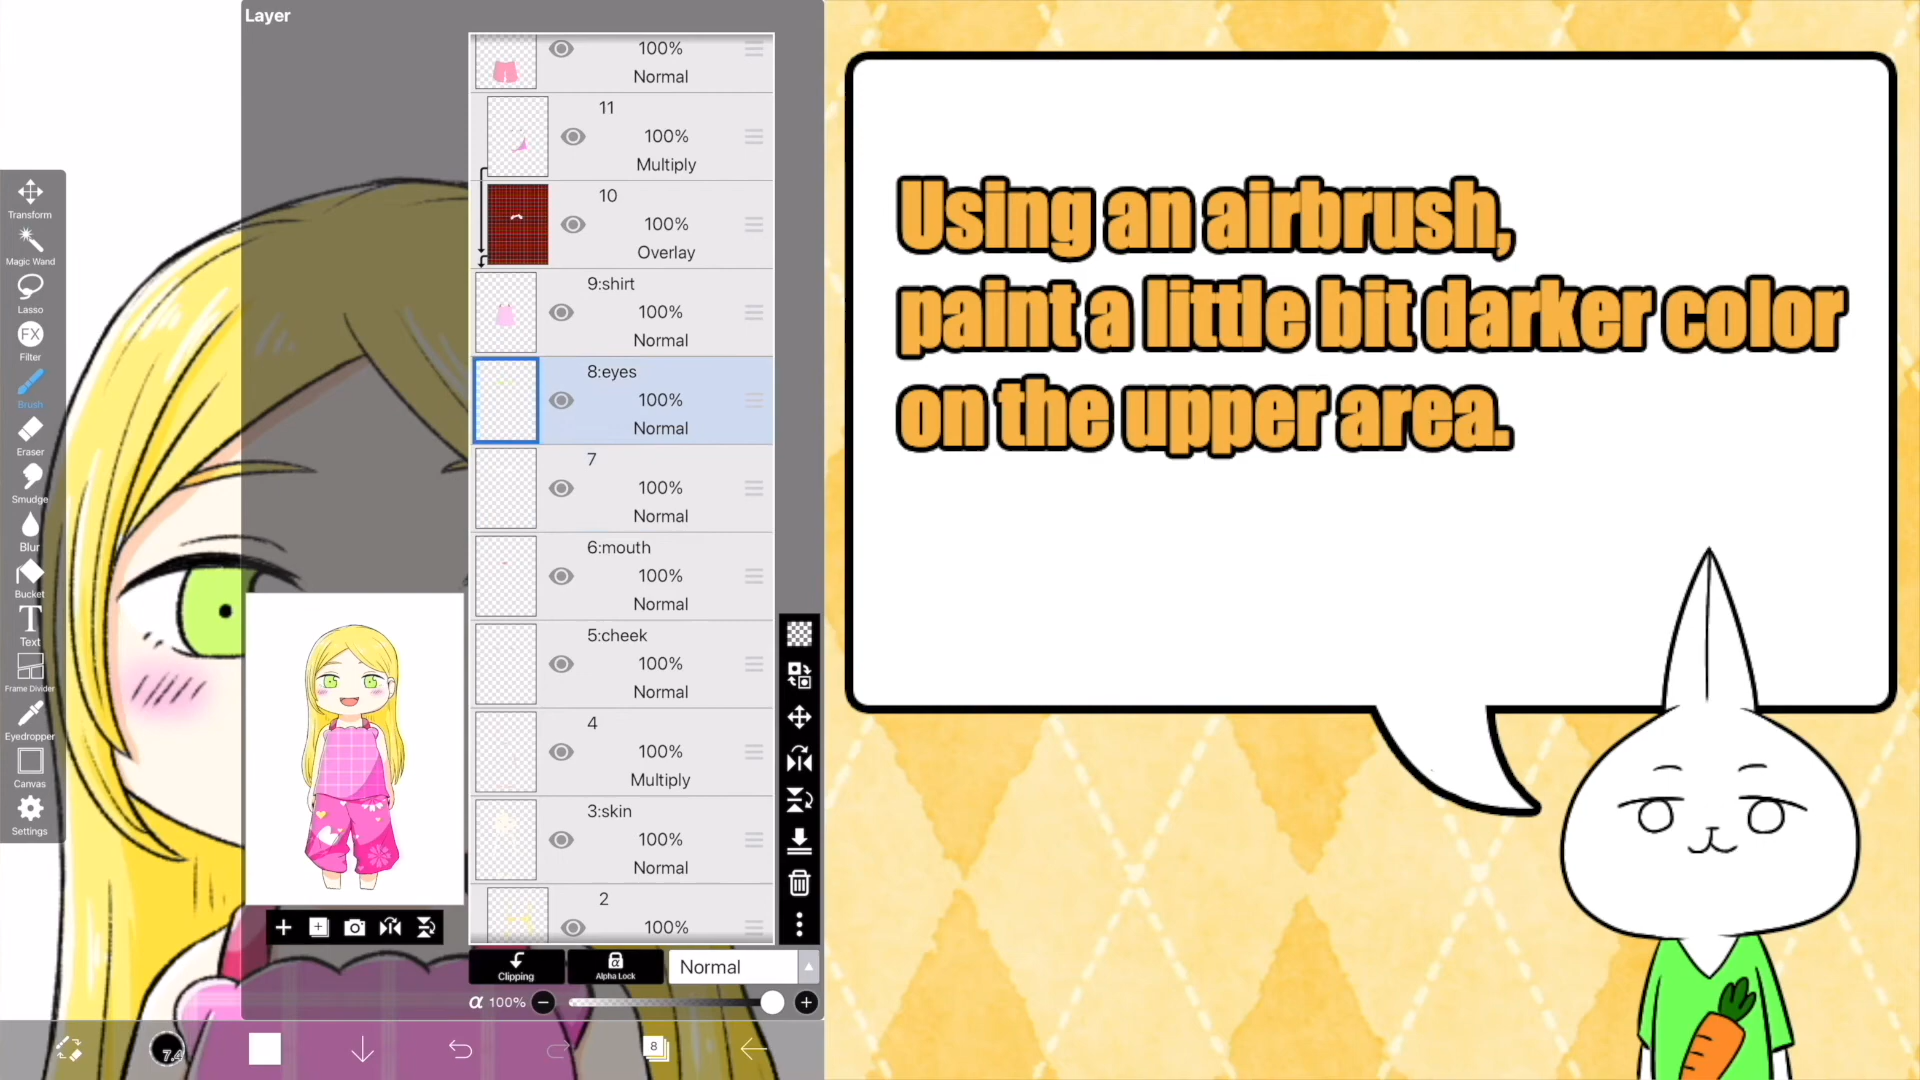 Layer
100%
Normal
11
100%
Multiply
10
100%
Overlay
9:shirt
100%
Normal
8:eyes
100%
Normal
7
100%
Normal
6:mouth
100%
Normal
5:cheek
100%
Normal
4
100%
Multiply
3:skin
100%
Normal
2
100%
Transform
Magic Wand
Lasso
FX
Filter
Brush
Eraser
Smudge
Blur
Bucket
T
Text
Frame Divider
Eyedropper
Canvas
Settings
Clipping
α
Alpha Lock
Normal
α 100%
7.4
8
Using an airbrush,
paint a little bit darker color
on the upper area.